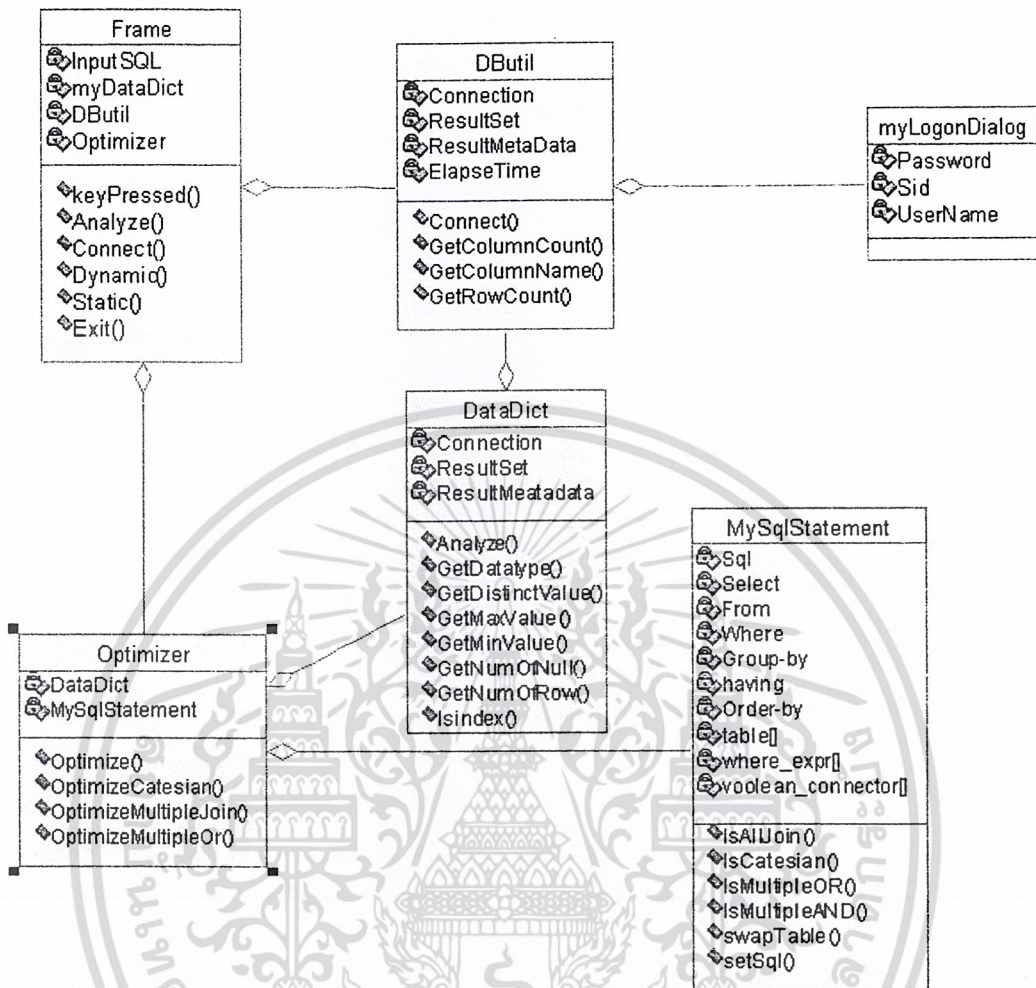 Frame
InputSQL
myDataDict
DButil
Optimizer
keyPressed()
Analyze()
Connect()
Dynamic()
Static()
Exit()
DButil
Connection
ResultSet
ResultMetaData
ElapseTime
Connect()
GetColumnCount()
GetColumnName()
GetRowCount()
myLogonDialog
Password
Sid
UserName
DataDict
Connection
ResultSet
ResultMeatadata
Analyze()
GetDatatype()
GetDistinctValue()
GetMaxValue()
GetMinValue()
GetNumOfNull()
GetNumOfRow()
Isindex()
MySqlStatement
Sql
Select
From
Where
Group-by
having
Order-by
table[]
where_expr[]
voolean_connector[]
IsAllJoin()
IsCatesian()
IsMultipleOR()
IsMultipleAND()
swapTable()
setSql()
Optimizer
DataDict
MySqlStatement
Optimize()
OptimizeCatesian()
OptimizeMultipleJoin()
OptimizeMultipleOr()